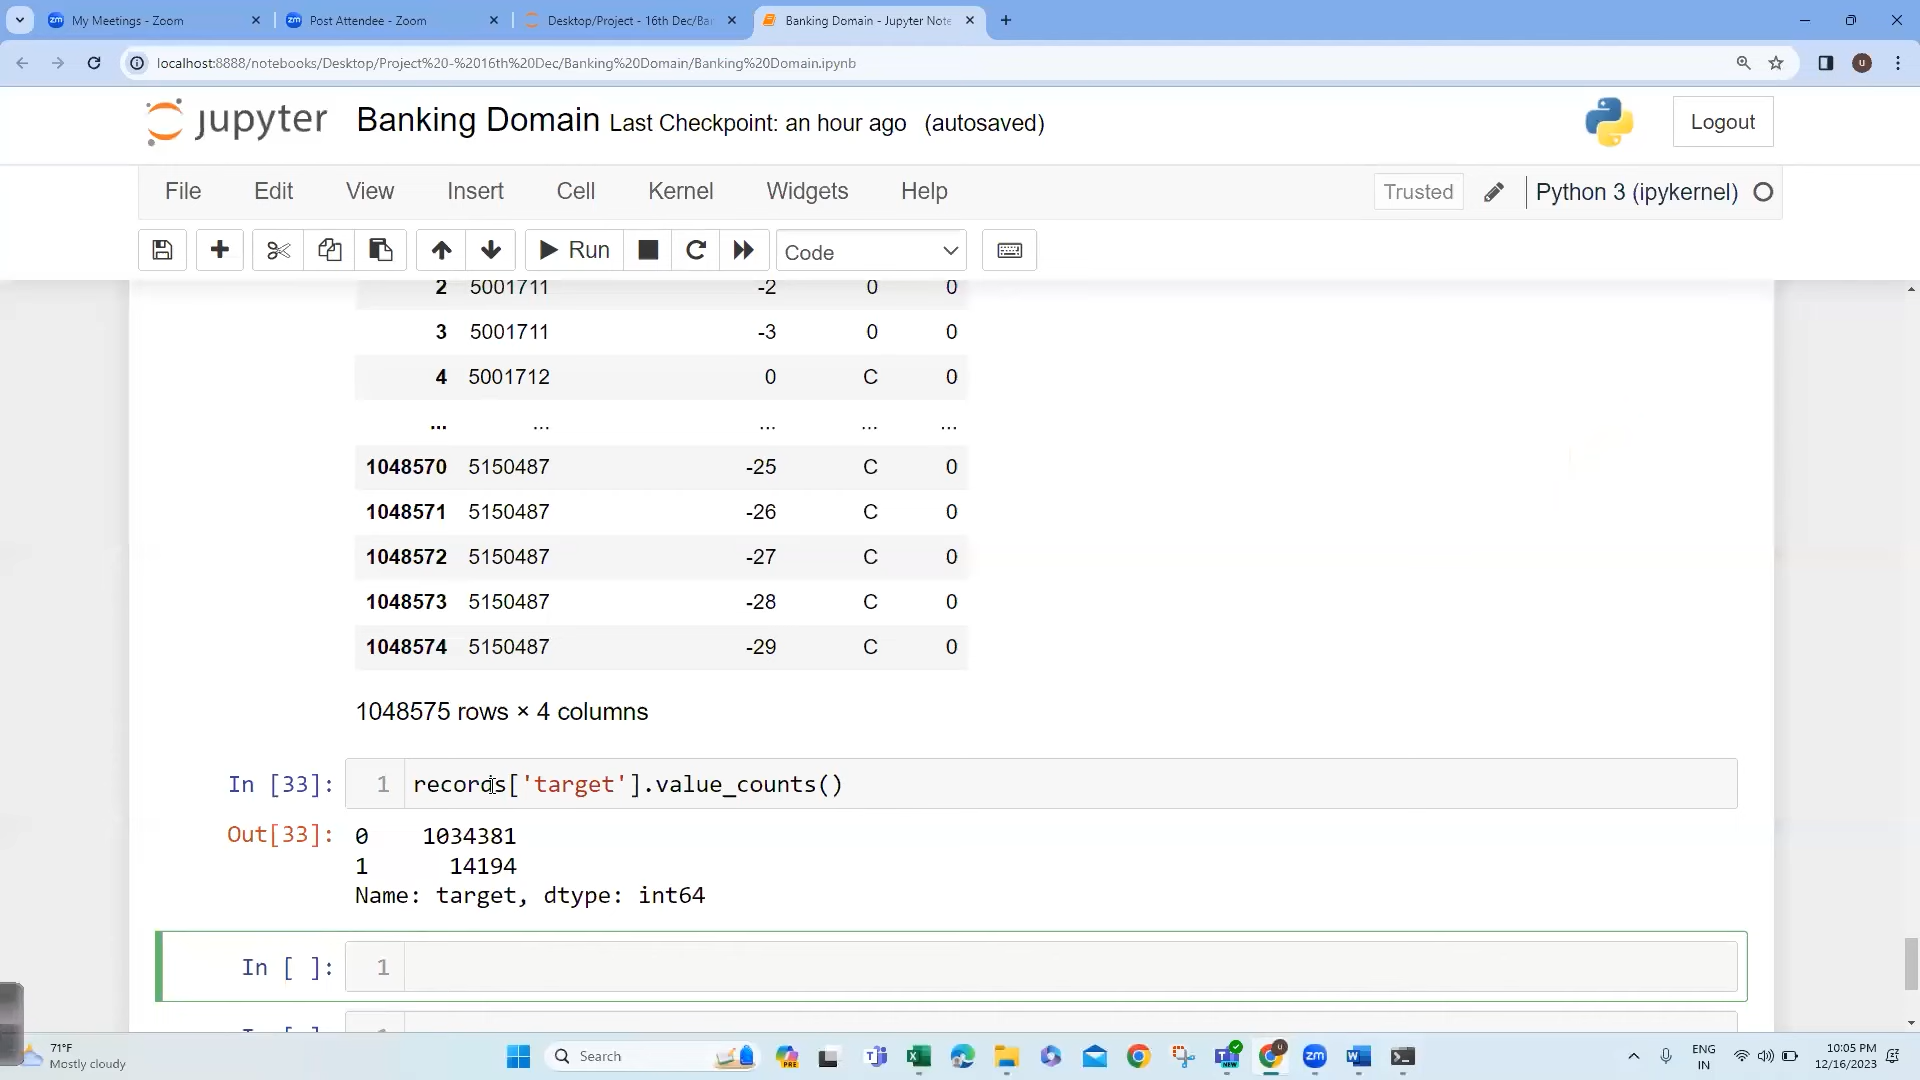 My Meetings - Zoom
Post Attendee - Zoom
Desktop/Project - 16th Dec/Ba
Banking Domain - Jupyter Note
localhost:8888/notebooks/Desktop/Project%20-%2016th%20Dec/Banking%20Domain/Banking%20Domain.ipynb
jupyter Banking Domain Last Checkpoint: an hour ago (autosaved)
Logout
File Edit View Insert Cell Kernel Widgets Help
Trusted
Python 3 (ipykernel)
Run
Code
2 5001711 -2 0 0
3 5001711 -3 0 0
4 5001712 0 C 0
... ... ... ... ...
1048570 5150487 -25 C 0
1048571 5150487 -26 C 0
1048572 5150487 -27 C 0
1048573 5150487 -28 C 0
1048574 5150487 -29 C 0
1048575 rows × 4 columns
In [33]: 1 records['target'].value_counts()
Out[33]: 0 1034381
1 14194
Name: target, dtype: int64
In [ ]: 1
71°F
Mostly cloudy
Search
ENG
IN
10:05 PM
12/16/2023